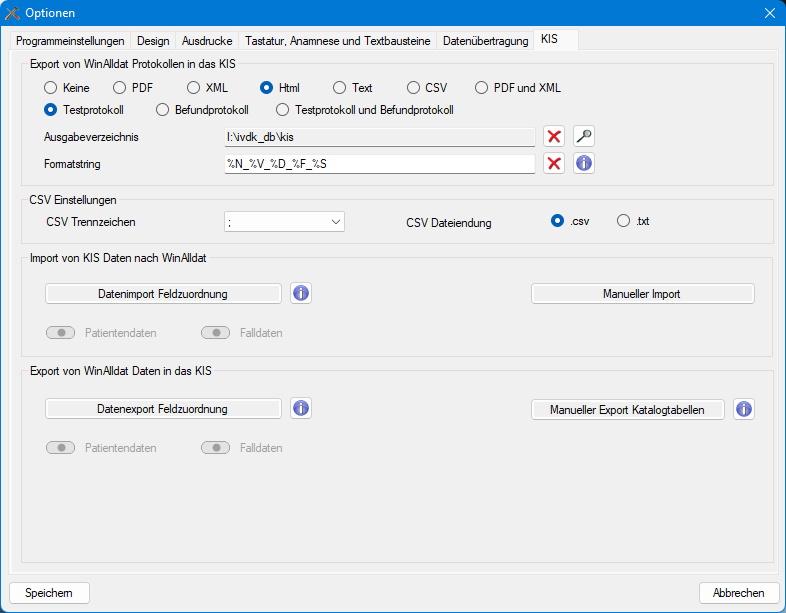 Optionen
Programmeinstellungen Design Ausdrucke Tastatur, Anamnese und Textbausteine Datenübertragung KIS
Export von WinAlldat Protokollen in das KIS
Keine PDF XML Html Text CSV PDF und XML
Testprotokoll Befundprotokoll Testprotokoll und Befundprotokoll
Ausgabeverzeichnis I:\ivdk_db\kis
Formatstring %N_%V_%D_%F_%S
CSV Einstellungen
CSV Trennzeichen ; CSV Dateiendung .csv .txt
Import von KIS Daten nach WinAlldat
Datenimport Feldzuordnung Manueller Import
Patientendaten Falldaten
Export von WinAlldat Daten in das KIS
Datenexport Feldzuordnung Manueller Export Katalogtabellen
Patientendaten Falldaten
Speichern Abbrechen